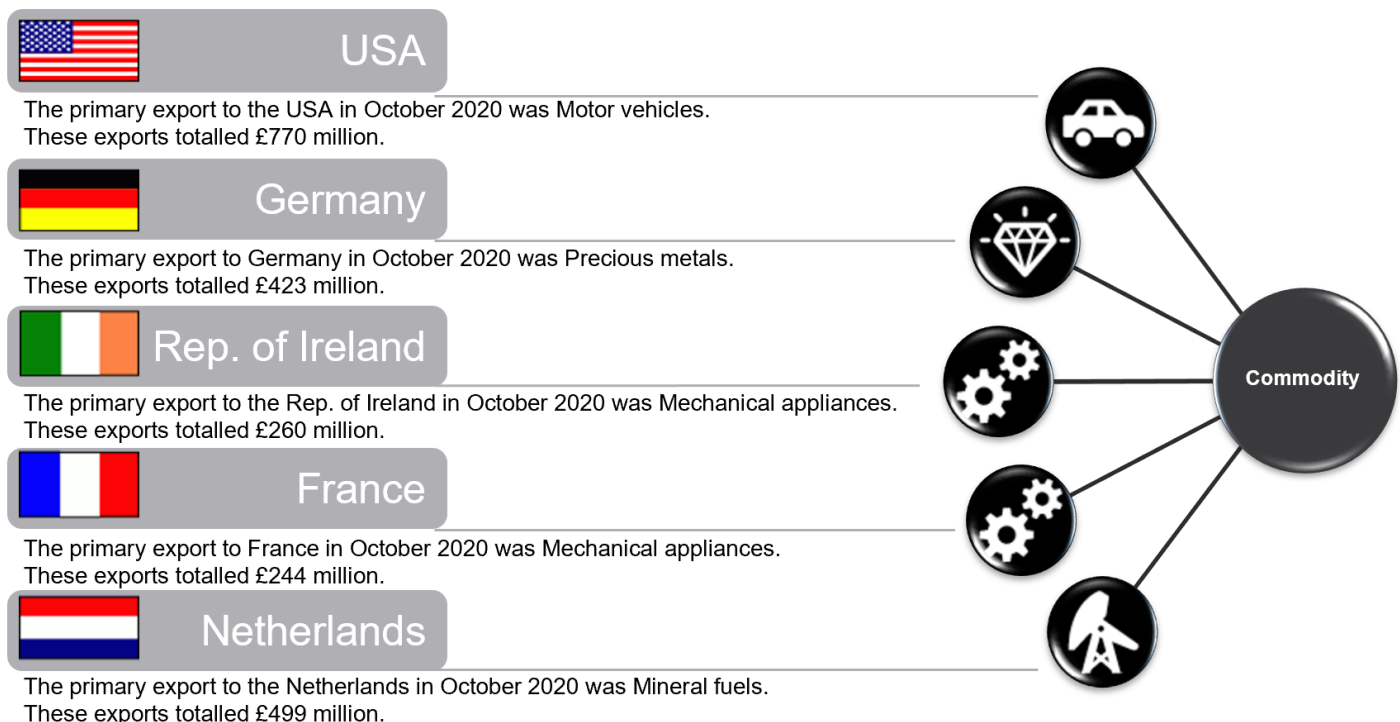 USA
The primary export to the USA in October 2020 was Motor vehicles.
These exports totalled £770 million.
Germany
The primary export to Germany in October 2020 was Precious metals.
These exports totalled £423 million.
Rep. of Ireland
The primary export to the Rep. of Ireland in October 2020 was Mechanical appliances.
These exports totalled £260 million.
France
The primary export to France in October 2020 was Mechanical appliances.
These exports totalled £244 million.
Netherlands
The primary export to the Netherlands in October 2020 was Mineral fuels.
These exports totalled £499 million.
Commodity